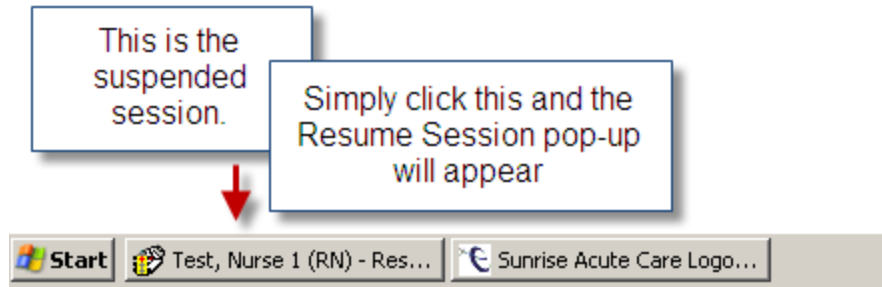 This is the
suspended
session.
Simply click this and the
Resume Session pop-up
will appear
Start
Test, Nurse 1 (RN) - Res...
Sunrise Acute Care Logo...